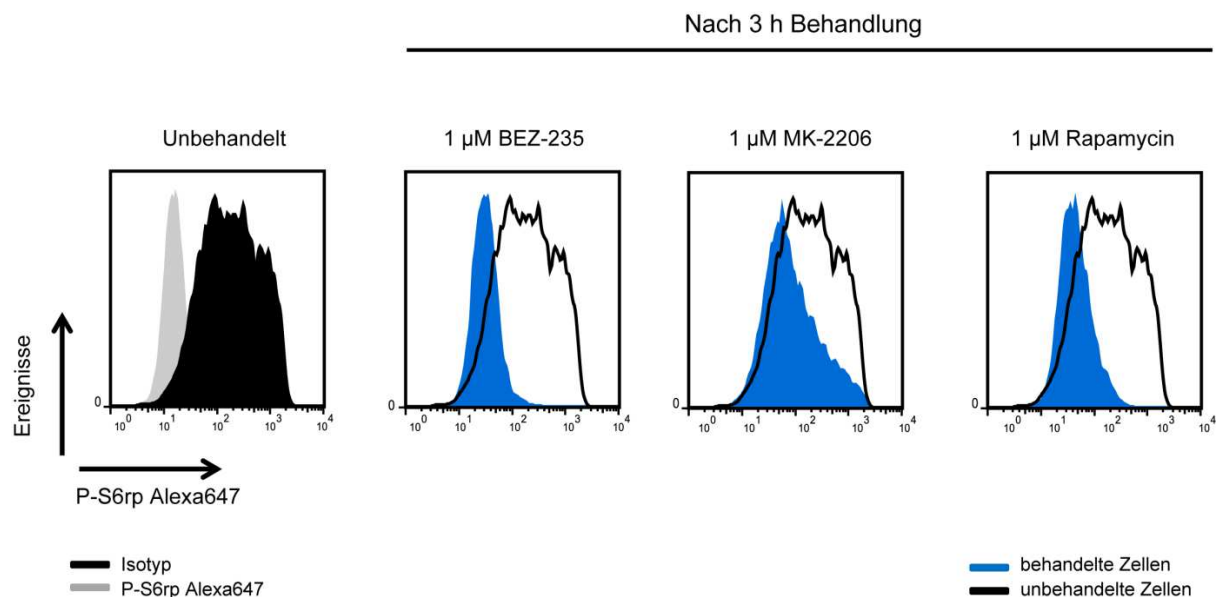 Nach 3 h Behandlung
Unbehandelt
1 µM BEZ-235
1 µM MK-2206
1 µM Rapamycin
Ereignisse
0
10^0 10^1 10^2 10^3 10^4
0
10^0 10^1 10^2 10^3 10^4
0
10^0 10^1 10^2 10^3 10^4
0
10^0 10^1 10^2 10^3 10^4
P-S6rp Alexa647
Isotyp
P-S6rp Alexa647
behandelte Zellen
unbehandelte Zellen